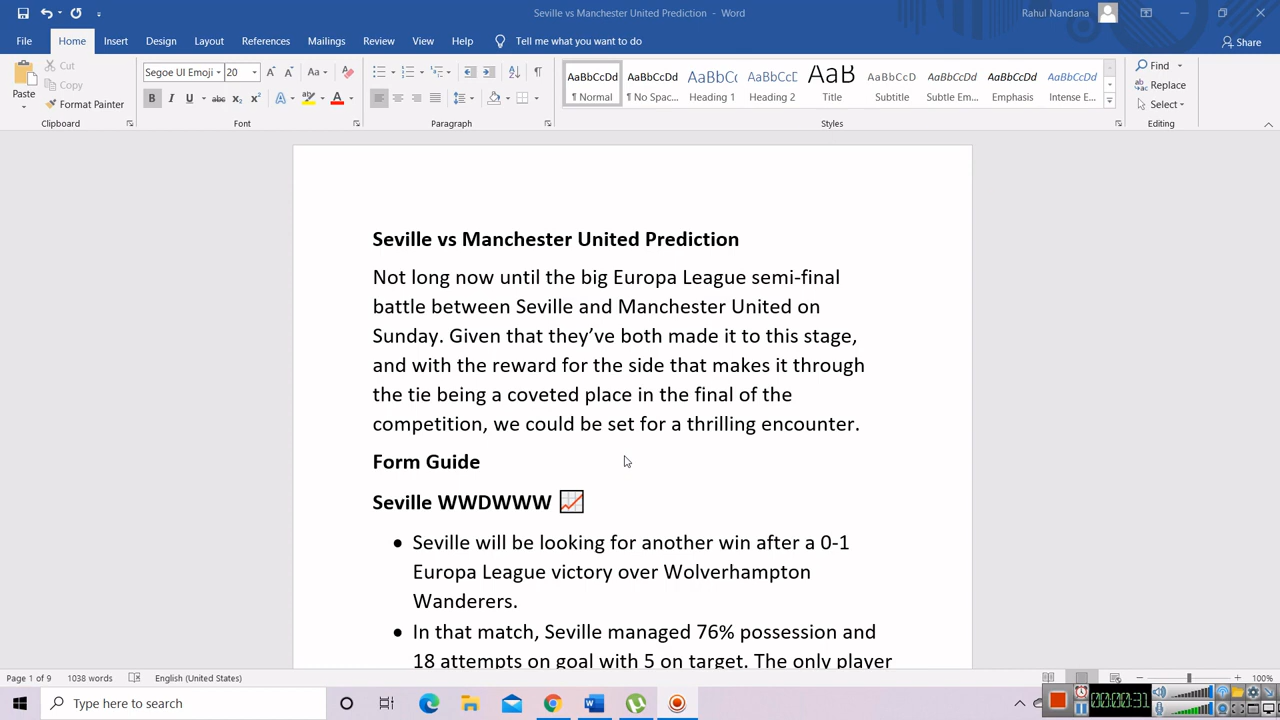 Seville vs Manchester United Prediction - Word
Rahul Nandana
File Home Insert Design Layout References Mailings Review View Help Tell me what you want to do
Share
Paste
Cut
Copy
Format Painter
Clipboard
Segoe UI Emoji 20
Font
Paragraph
AaBbCcDd AaBbCcDd AaBbC AaBbCcE AaB AaBbCcD AaBbCcDd AaBbCcDd AaBbCcDd
¶ Normal ¶ No Spac... Heading 1 Heading 2 Title Subtitle Subtle Em... Emphasis Intense E...
Styles
Find
Replace
Select
Editing
Seville vs Manchester United Prediction
Not long now until the big Europa League semi-final
battle between Seville and Manchester United on
Sunday. Given that they’ve both made it to this stage,
and with the reward for the side that makes it through
the tie being a coveted place in the final of the
competition, we could be set for a thrilling encounter.
Form Guide
Seville WWDWWW 📈
• Seville will be looking for another win after a 0-1
Europa League victory over Wolverhampton
Wanderers.
• In that match, Seville managed 76% possession and
18 attempts on goal with 5 on target. The only player
Page 1 of 9 1038 words English (United States) 100%
Type here to search
00:00:31